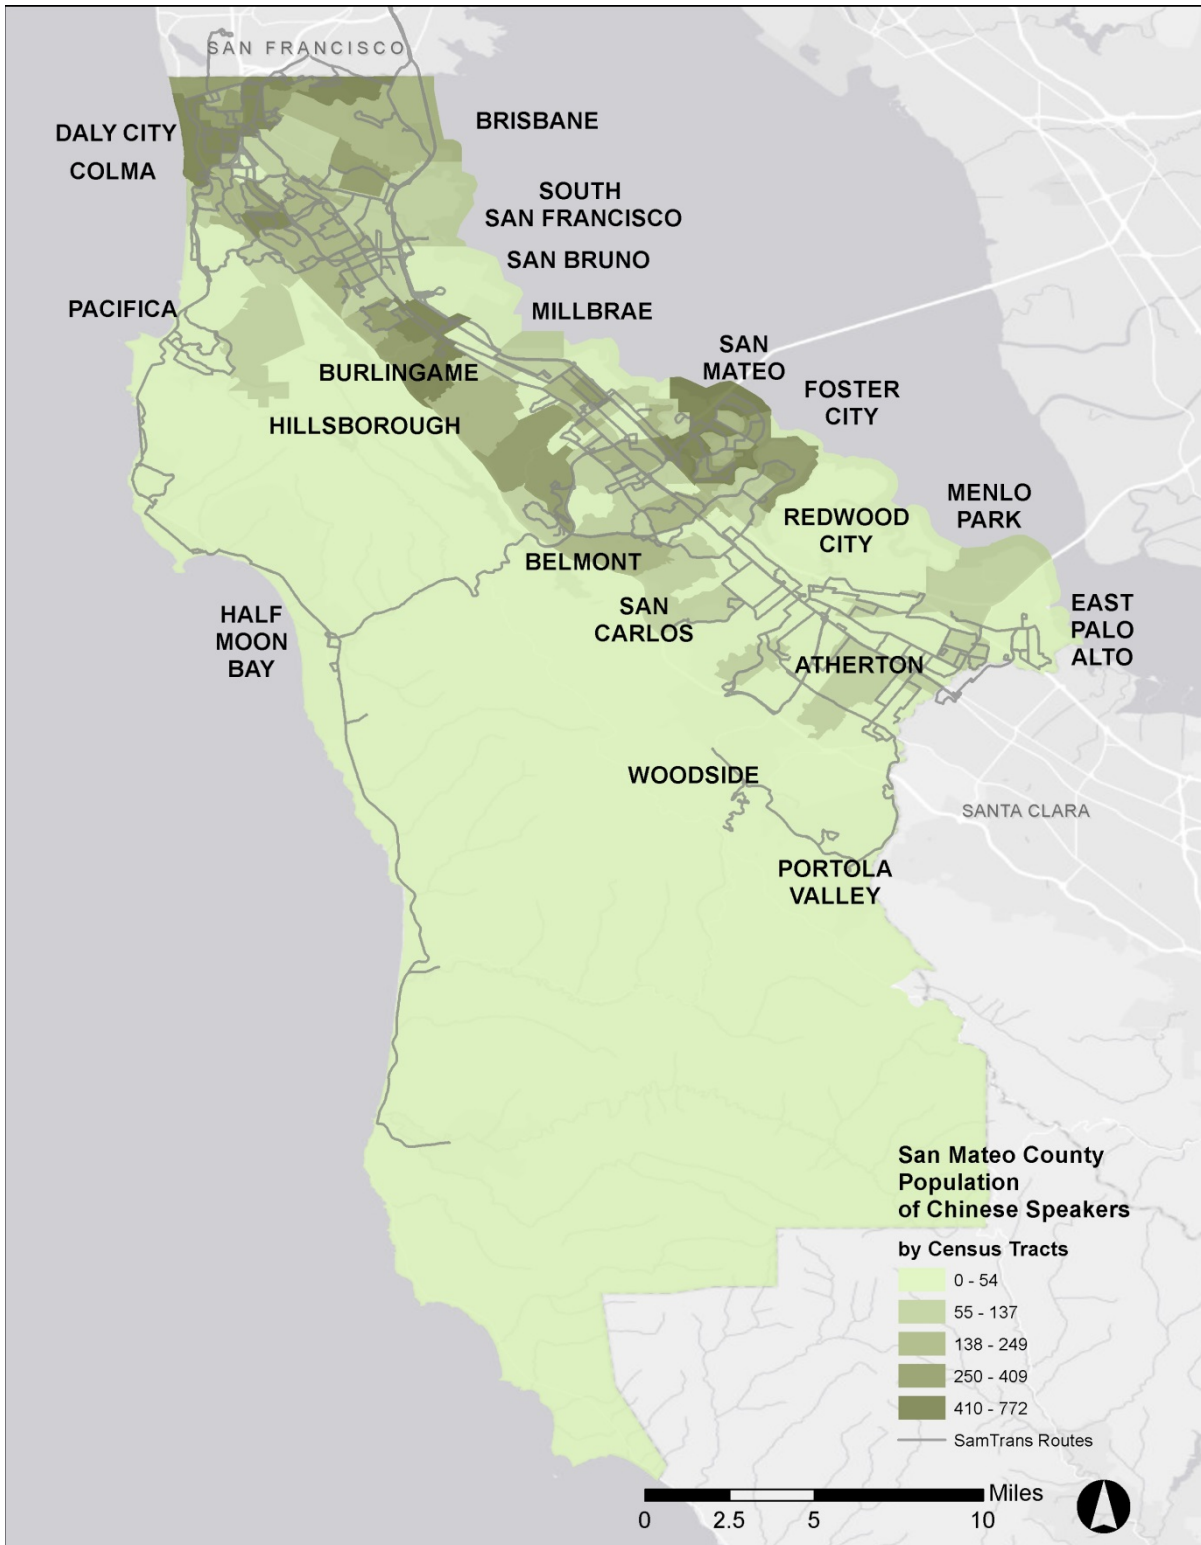 SAN FRANCISCO
DALY CITY
COLMA
BRISBANE
SOUTH
SAN FRANCISCO
SAN BRUNO
PACIFICA
MILLBRAE
BURLINGAME
SAN
MATEO
FOSTER
CITY
HILLSBOROUGH
MENLO
PARK
REDWOOD
CITY
BELMONT
HALF
MOON
BAY
SAN
CARLOS
EAST
PALO
ALTO
ATHERTON
WOODSIDE
SANTA CLARA
PORTOLA
VALLEY
San Mateo County
Population
of Chinese Speakers
by Census Tracts
0 - 54
55 - 137
138 - 249
250 - 409
410 - 772
SamTrans Routes
Miles
0 2.5 5 10